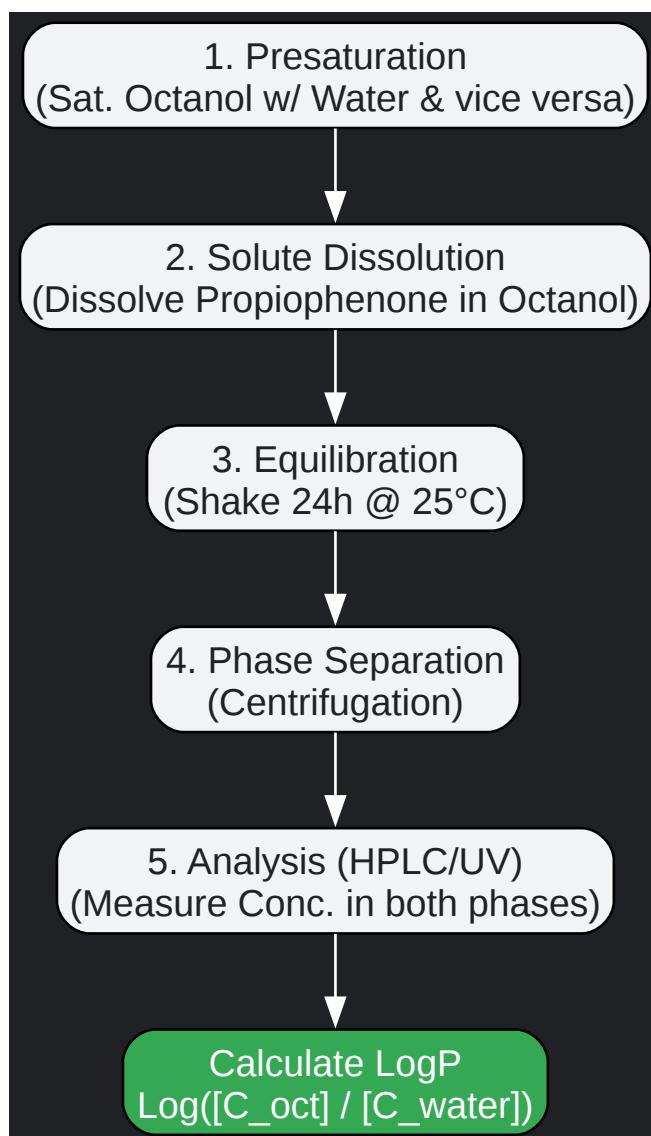 1. Presaturation
(Sat. Octanol w/ Water & vice versa)
2. Solute Dissolution
(Dissolve Propiophenone in Octanol)
3. Equilibration
(Shake 24h @ 25°C)
4. Phase Separation
(Centrifugation)
5. Analysis (HPLC/UV)
(Measure Conc. in both phases)
Calculate LogP
Log([C_oct] / [C_water])